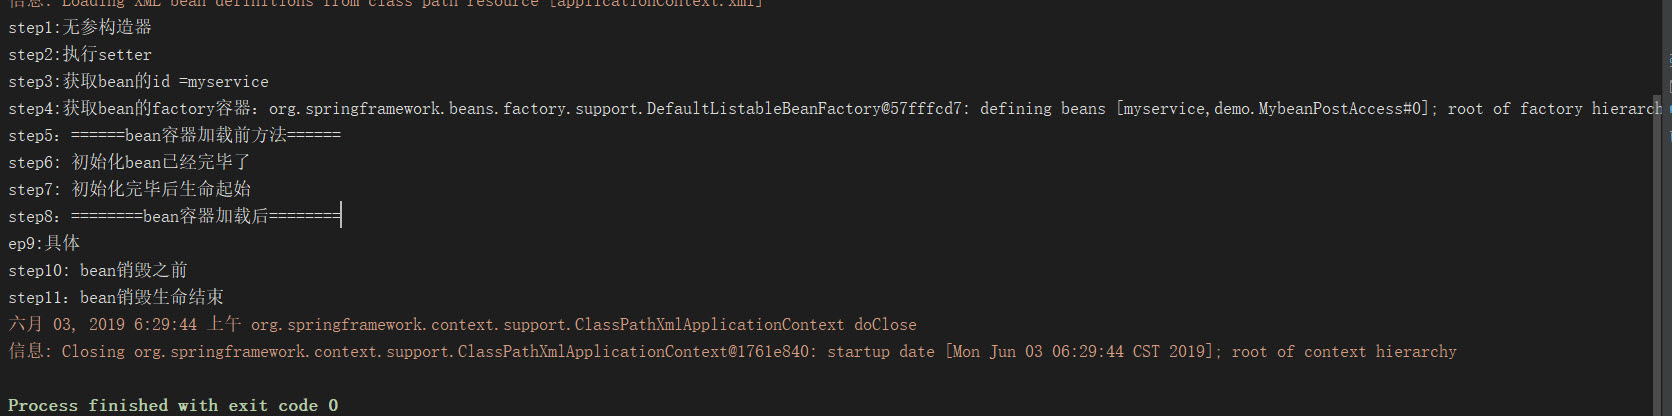 信息: Loading XML bean definitions from class path resource [applicationContext.xml]
step1:无参构造器
step2:执行setter
step3:获取bean的id =myservice
step4:获取bean的factory容器：org.springframework.beans.factory.support.DefaultListableBeanFactory@57fffcd7: defining beans [myservice,demo.MybeanPostAccess#0]; root of factory hierarch
step5：======bean容器加载前方法======
step6: 初始化bean已经完毕了
step7: 初始化完毕后生命起始
step8：========bean容器加载后========
ep9:具体
step10: bean销毁之前
step11：bean销毁生命结束
六月 03, 2019 6:29:44 上午 org.springframework.context.support.ClassPathXmlApplicationContext doClose
信息: Closing org.springframework.context.support.ClassPathXmlApplicationContext@1761e840: startup date [Mon Jun 03 06:29:44 CST 2019]; root of context hierarchy
Process finished with exit code 0